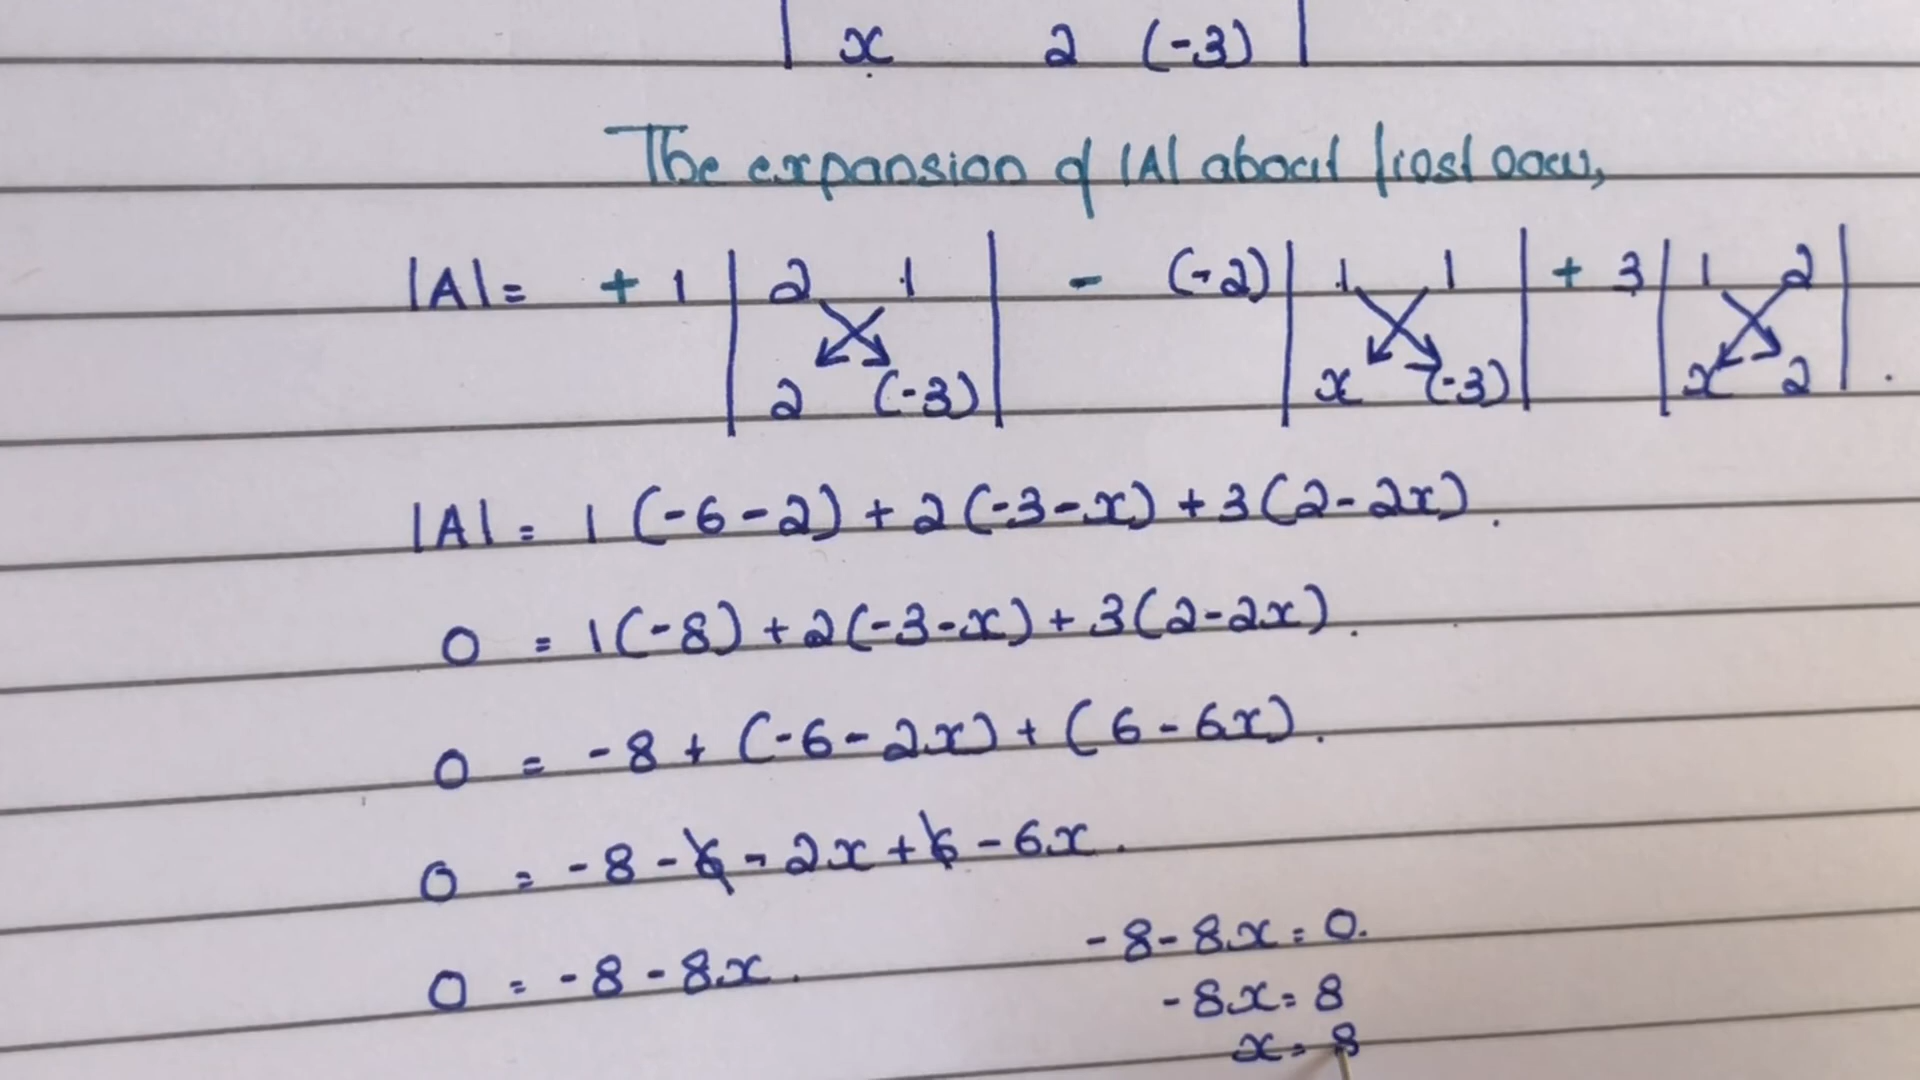 | x 2 (-3) |
The expansion of |A| about first row,
|A| = + 1 | 2 1 | - (-2) | 1 1 | + 3 | 1 2 |
| 2 (-3) | | x (-3) | | x 2 | .
|A| = 1 (-6-2) + 2 (-3-x) + 3 (2-2x) .
0 = 1(-8) + 2(-3-x) + 3(2-2x) .
0 = -8 + (-6-2x) + (6-6x) .
0 = -8 -6 -2x + 6 -6x .
0 = -8 -8x .
-8-8x = 0.
-8x = 8
x = 8